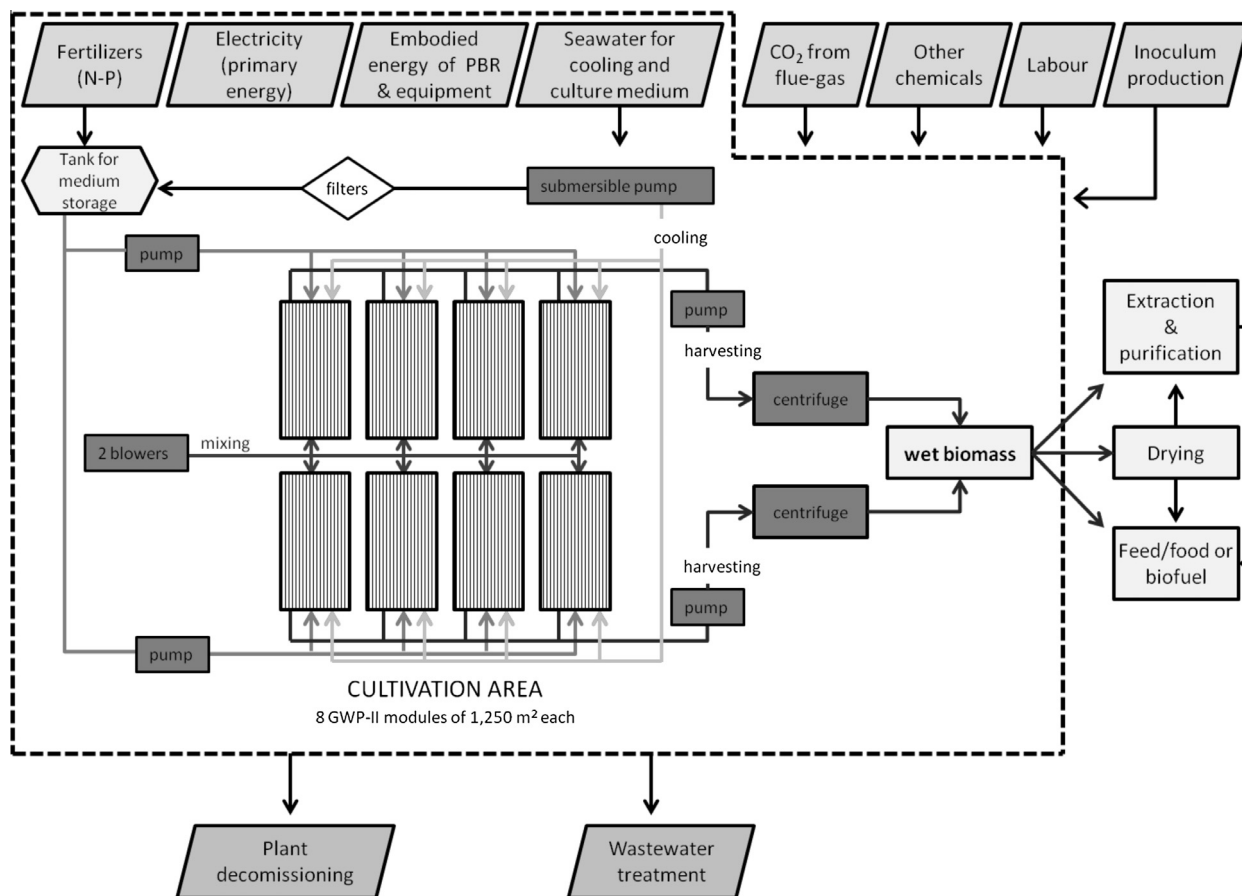 Fertilizers
(N-P)
Electricity
(primary
energy)
Embodied
energy of PBR
& equipment
Seawater for
cooling and
culture medium
CO₂ from
flue-gas
Other
chemicals
Labour
Inoculum
production
Tank for
medium
storage
filters
submersible pump
cooling
pump
pump
harvesting
Extraction
&
purification
centrifuge
2 blowers
mixing
wet biomass
Drying
centrifuge
harvesting
Feed/food or
biofuel
pump
pump
CULTIVATION AREA
8 GWP-II modules of 1,250 m² each
Plant
decomissioning
Wastewater
treatment